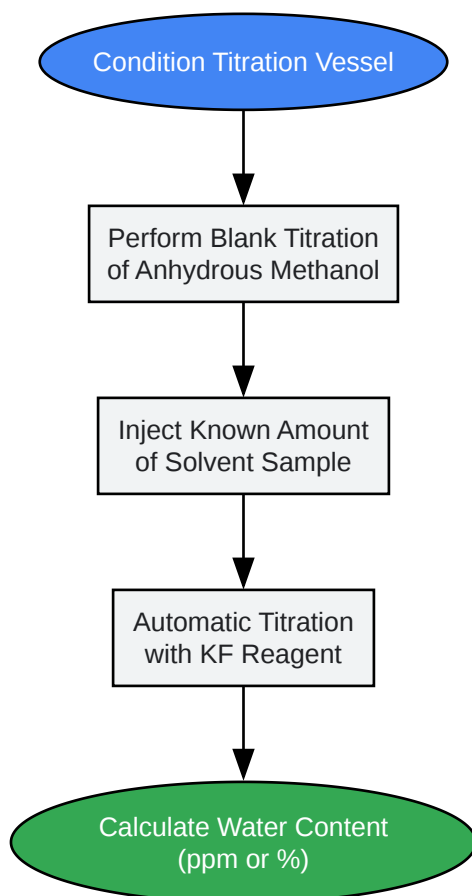 Condition Titration Vessel
Perform Blank Titration
of Anhydrous Methanol
Inject Known Amount
of Solvent Sample
Automatic Titration
with KF Reagent
Calculate Water Content
(ppm or %)